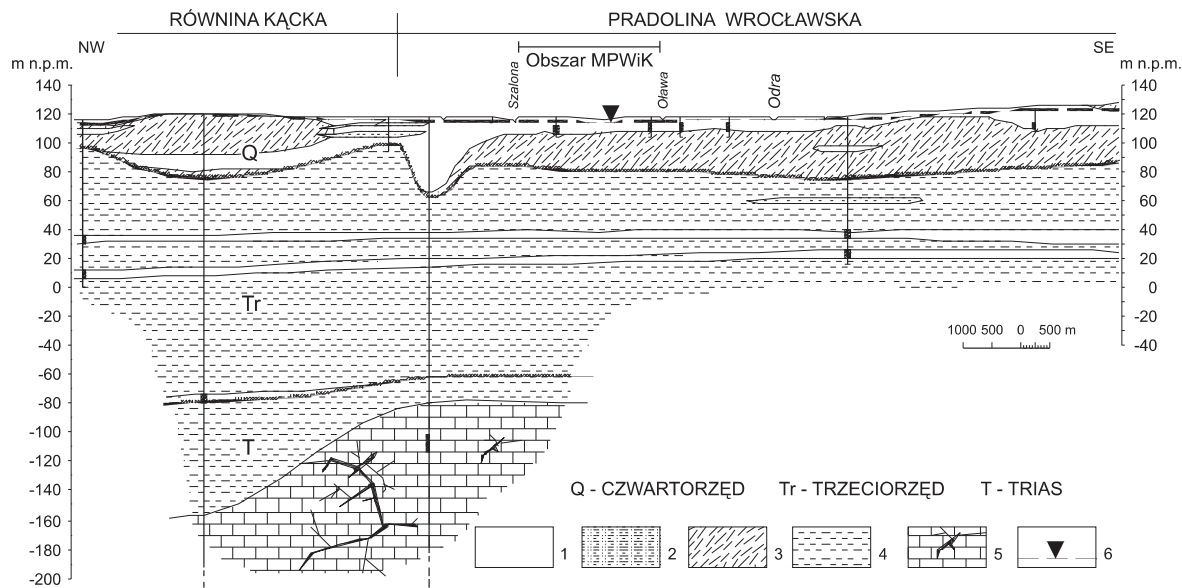 RÓWNINA KĄCKA
PRADOLINA WROCŁAWSKA
NW
SE
Obszar MPWiK
Szalona
Oława
Odra
m n.p.m.
m n.p.m.
140
120
100
80
60
40
20
0
-20
-40
-60
-80
-100
-120
-140
-160
-180
-200
140
120
100
80
60
40
20
0
-20
-40
Q
Tr
T
1000 500 0 500 m
Q - CZWARTORZĘD Tr - TRZECIORZĘD T - TRIAS
1 2 3 4 5 6